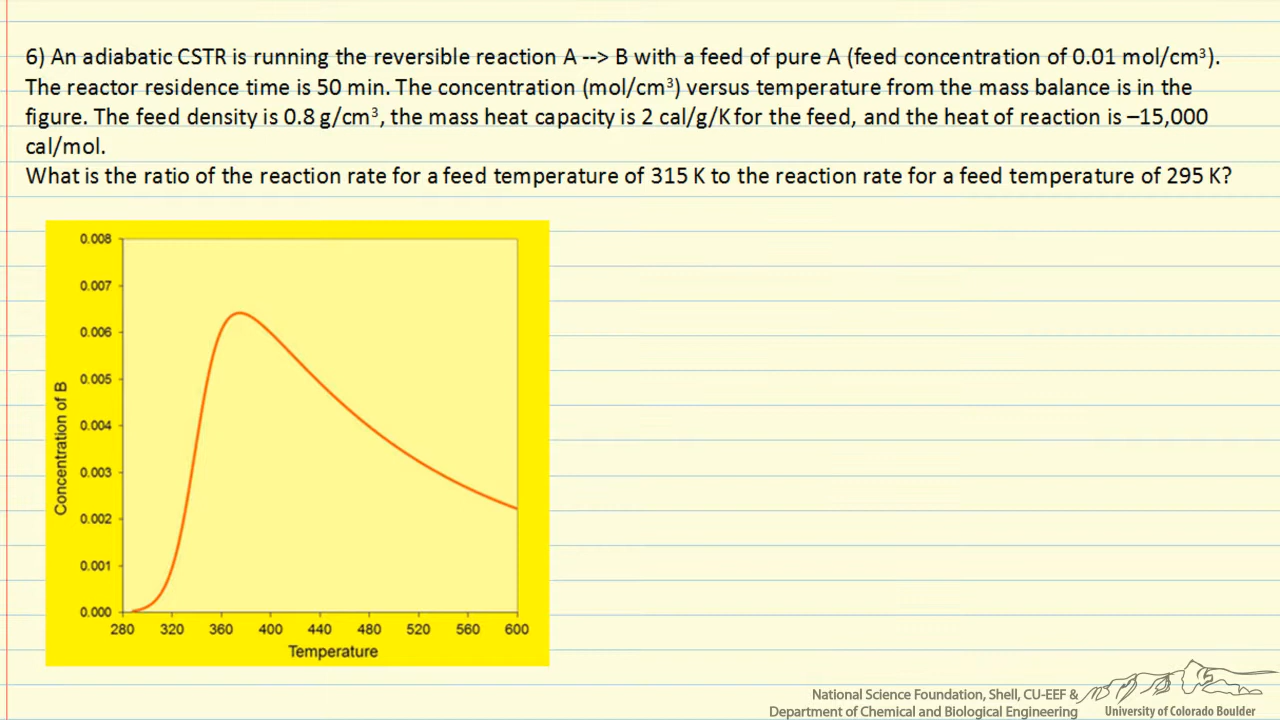 6) An adiabatic CSTR is running the reversible reaction A --> B with a feed of pure A (feed concentration of 0.01 mol/cm³).
The reactor residence time is 50 min. The concentration (mol/cm³) versus temperature from the mass balance is in the
figure. The feed density is 0.8 g/cm³, the mass heat capacity is 2 cal/g/K for the feed, and the heat of reaction is –15,000
cal/mol.
What is the ratio of the reaction rate for a feed temperature of 315 K to the reaction rate for a feed temperature of 295 K?
Concentration of B
0.008
0.007
0.006
0.005
0.004
0.003
0.002
0.001
0.000
280 320 360 400 440 480 520 560 600
Temperature
National Science Foundation, Shell, CU-EEF &
Department of Chemical and Biological Engineering
University of Colorado Boulder